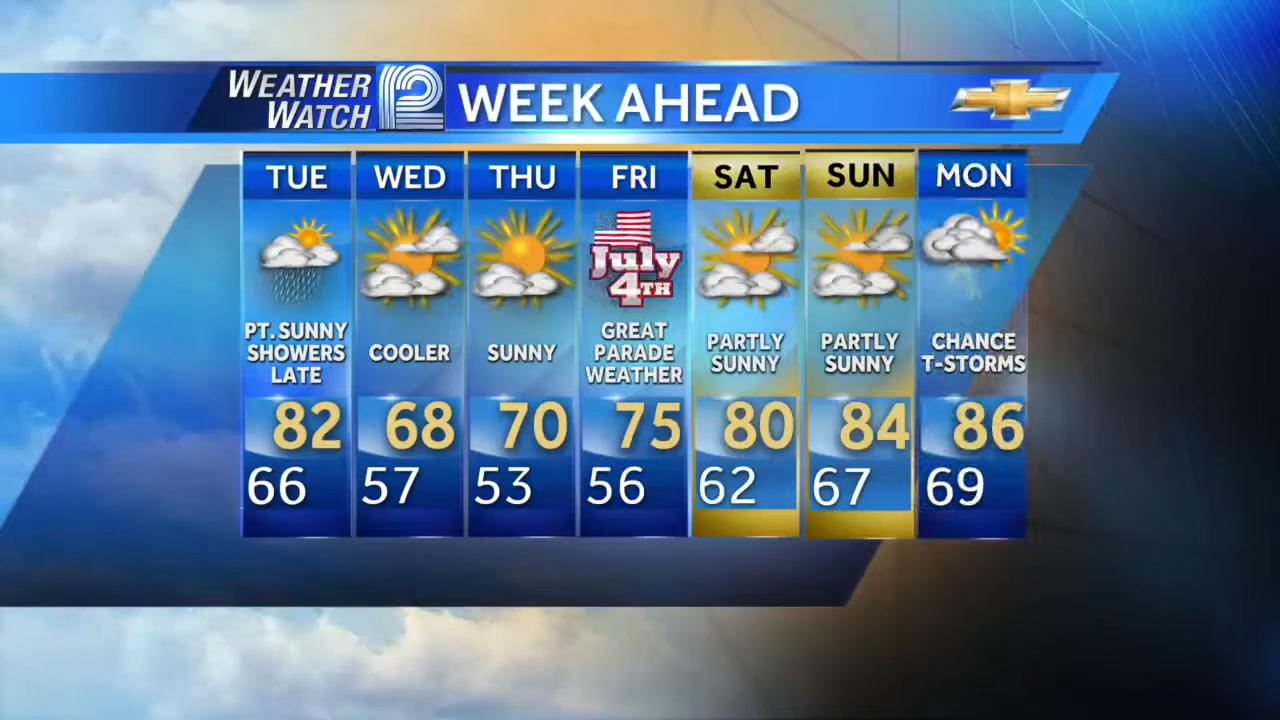 WEATHER
WATCH
12
WEEK AHEAD
TUE WED THU FRI SAT SUN MON
July
4TH
PT. SUNNY
SHOWERS
LATE
COOLER
SUNNY
GREAT
PARADE
WEATHER
PARTLY
SUNNY
PARTLY
SUNNY
CHANCE
T-STORMS
82 68 70 75 80 84 86
66 57 53 56 62 67 69